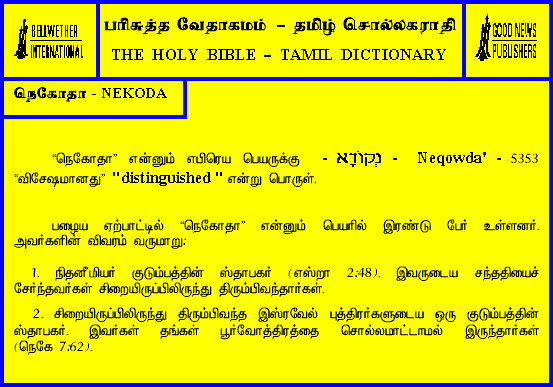 BELLWETHER
INTERNATIONAL
பரிசுத்த வேதாகமம் – தமிழ் சொல்லகராதி
THE HOLY BIBLE – TAMIL DICTIONARY
GOOD NEWS
PUBLISHERS
நெகோதா - NEKODA
“நெகோதா” என்னும் எபிரெய பெயருக்கு - נְקוֹדָא - Neqowda' - 5353
“விசேஷமானது” "distinguished " என்று பொருள்.
பழைய ஏற்பாட்டில் “நெகோதா” என்னும் பெயரில் இரண்டு பேர் உள்ளனர்.
அவர்களின் விவரம் வருமாறு:
1. நிதனீமியர் குடும்பத்தின் ஸ்தாபகர் (எஸ்றா 2:48). இவருடைய சந்ததியைச்
சேர்ந்தவர்கள் சிறையிருப்பிலிருந்து திரும்பிவந்தார்கள்.
2. சிறையிருப்பிலிருந்து திரும்பிவந்த இஸ்ரவேல் புத்திரர்களுடைய ஒரு குடும்பத்தின்
ஸ்தாபகர். இவர்கள் தங்கள் பூர்வோத்திரத்தை சொல்லமாட்டாமல் இருந்தார்கள்
(நெகே 7:62).